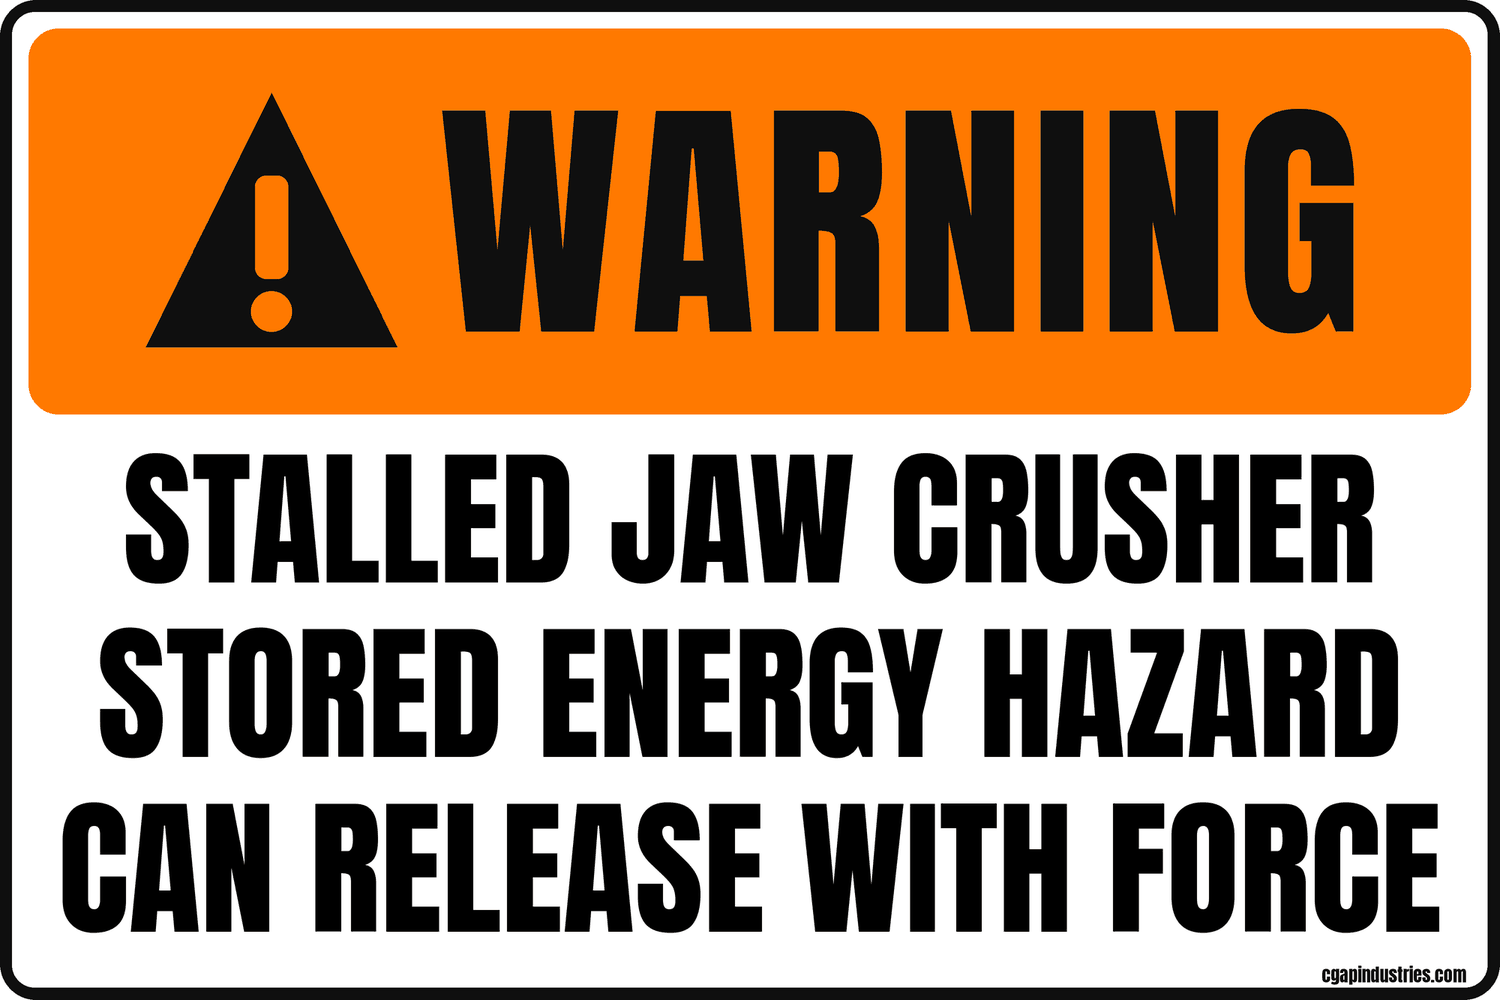 WARNING
STALLED JAW CRUSHER
STORED ENERGY HAZARD
CAN RELEASE WITH FORCE
cgapindustries.com